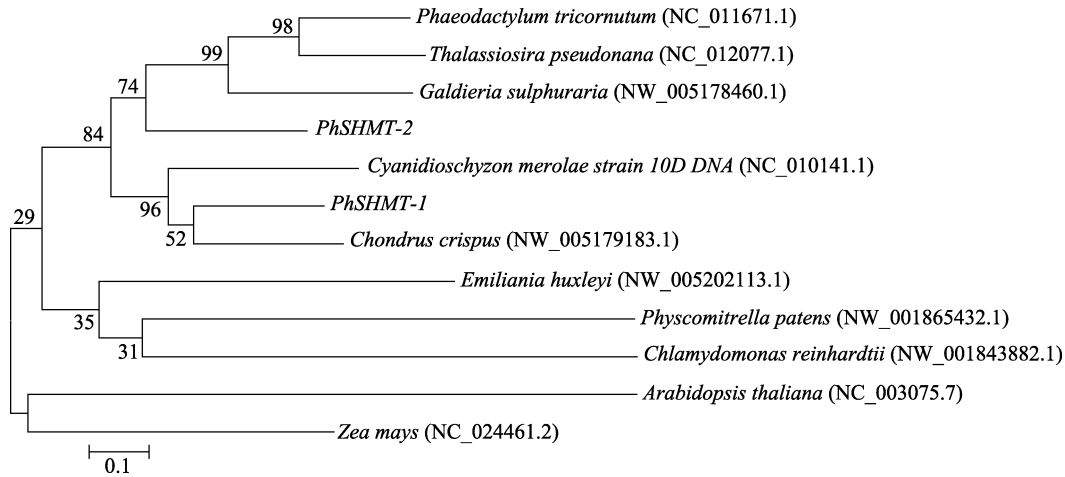 Phaeodactylum tricornutum (NC_011671.1)
98
Thalassiosira pseudonana (NC_012077.1)
99
Galdieria sulphuraria (NW_005178460.1)
74
PhSHMT-2
84
Cyanidioschyzon merolae strain 10D DNA (NC_010141.1)
96
PhSHMT-1
29
52
Chondrus crispus (NW_005179183.1)
Emiliania huxleyi (NW_005202113.1)
35
Physcomitrella patens (NW_001865432.1)
31
Chlamydomonas reinhardtii (NW_001843882.1)
Arabidopsis thaliana (NC_003075.7)
Zea mays (NC_024461.2)
0.1